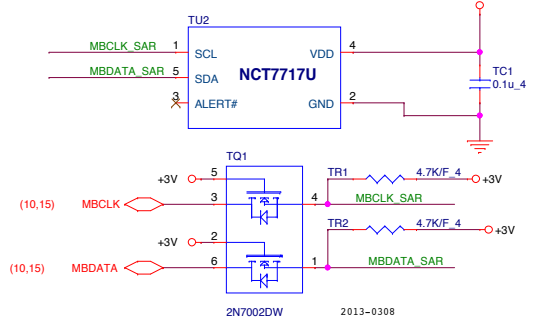 TU2
MBCLK_SAR 1 SCL VDD 4
MBDATA_SAR 5 SDA NCT7717U TC1
0.1u_4
3 ALERT# GND 2
TQ1
+3V 5 TR1 4.7K/F_4 +3V
(10,15) MBCLK 3 4 MBCLK_SAR
+3V 2 TR2 4.7K/F_4 +3V
(10,15) MBDATA 6 1 MBDATA_SAR
2N7002DW 2013-0308